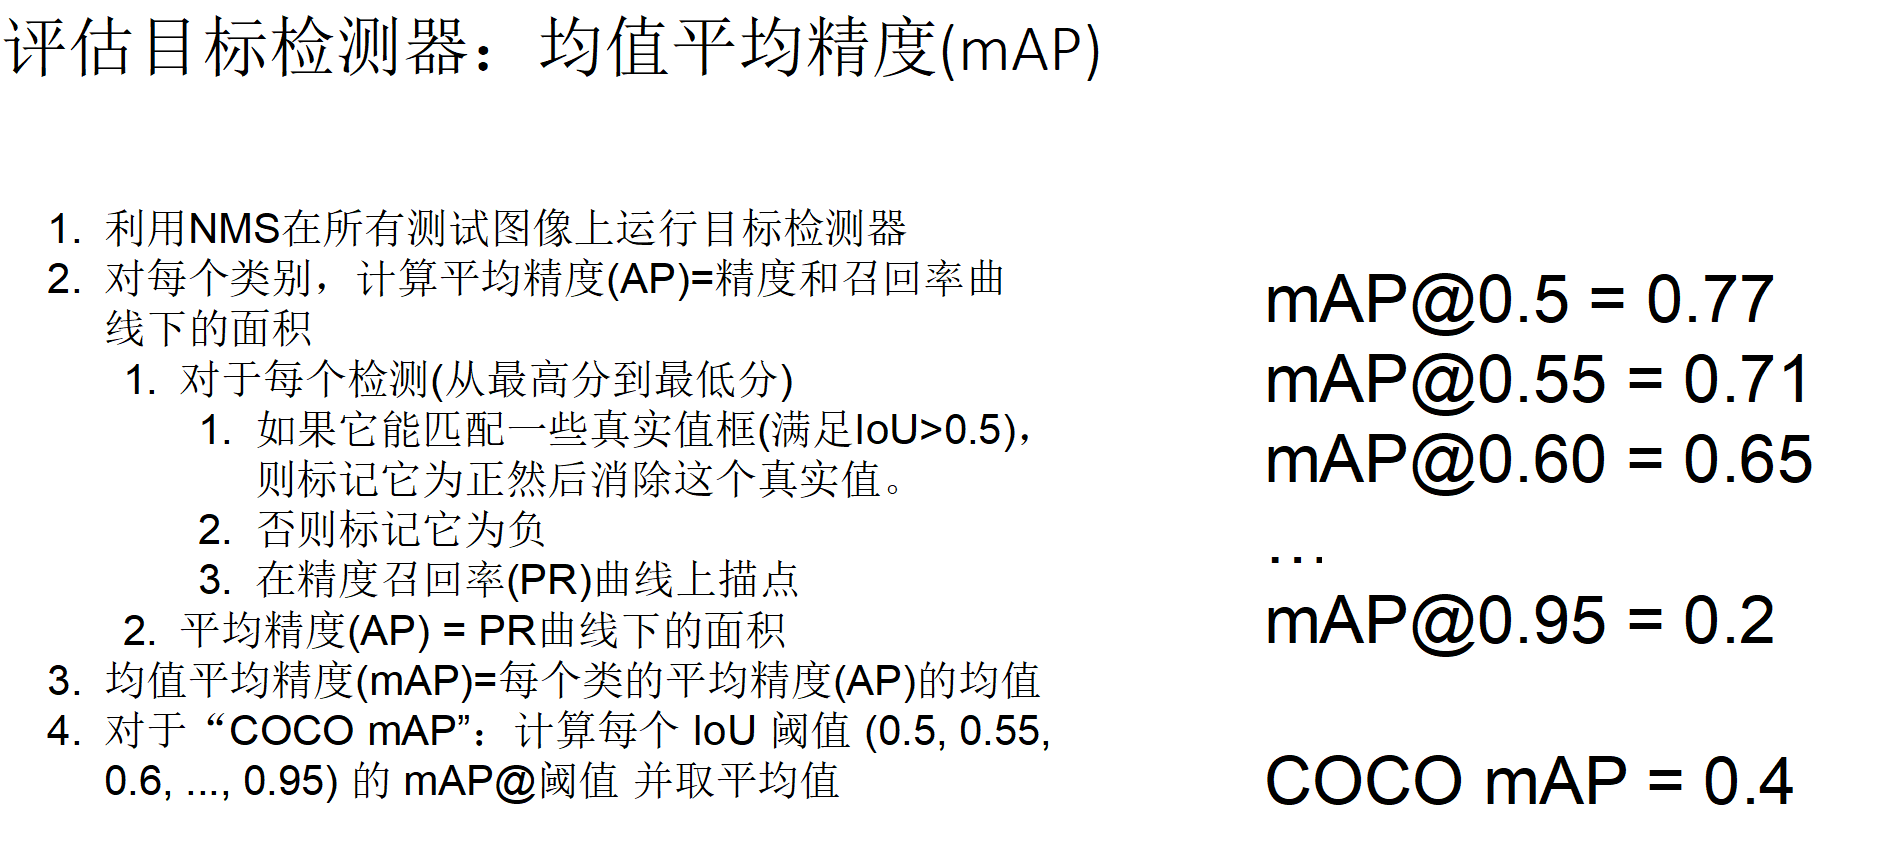 评估目标检测器：均值平均精度(mAP)
1. 利用NMS在所有测试图像上运行目标检测器
2. 对每个类别，计算平均精度(AP)=精度和召回率曲
线下的面积
1. 对于每个检测(从最高分到最低分)
1. 如果它能匹配一些真实值框(满足IoU>0.5)，
则标记它为正然后消除这个真实值。
2. 否则标记它为负
3. 在精度召回率(PR)曲线上描点
2. 平均精度(AP) = PR曲线下的面积
3. 均值平均精度(mAP)=每个类的平均精度(AP)的均值
4. 对于“COCO mAP”：计算每个 IoU 阈值 (0.5, 0.55,
0.6, ..., 0.95) 的 mAP@阈值 并取平均值
mAP@0.5 = 0.77
mAP@0.55 = 0.71
mAP@0.60 = 0.65
…
mAP@0.95 = 0.2
COCO mAP = 0.4